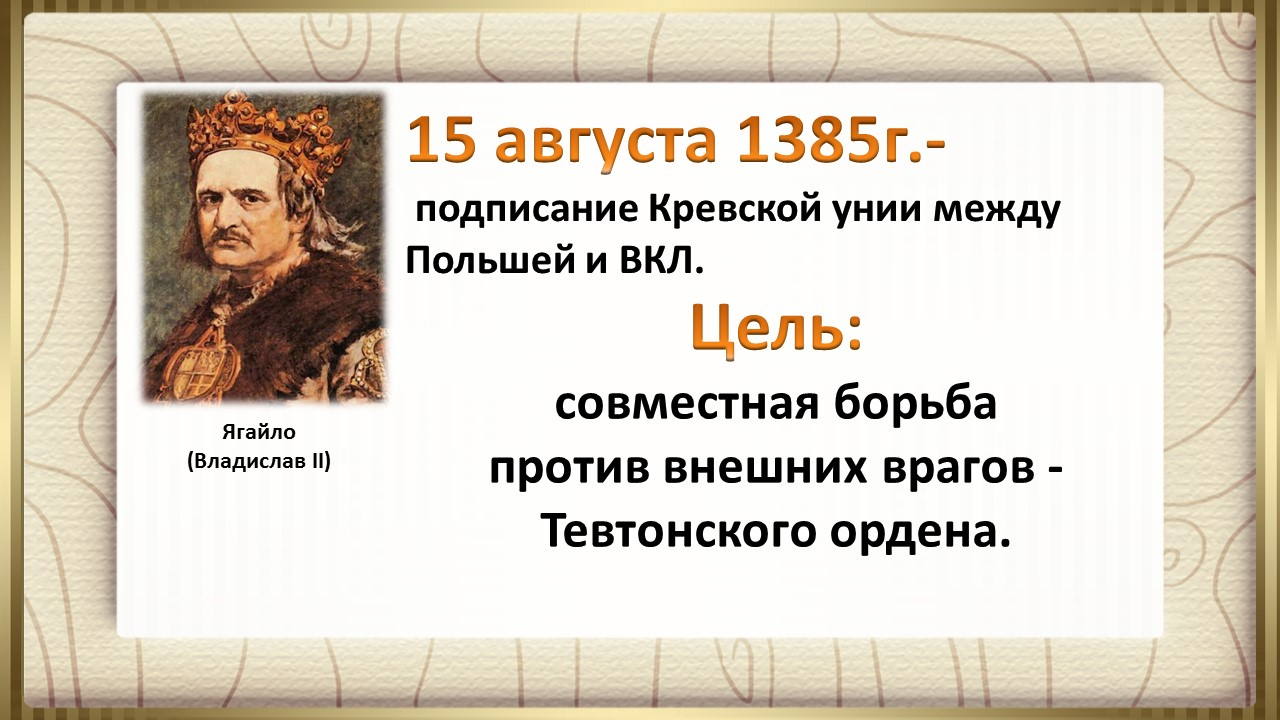 15 августа 1385г.-
подписание Кревской унии между
Польшей и ВКЛ.
Цель:
совместная борьба
против внешних врагов -
Тевтонского ордена.
Ягайло
(Владислав II)